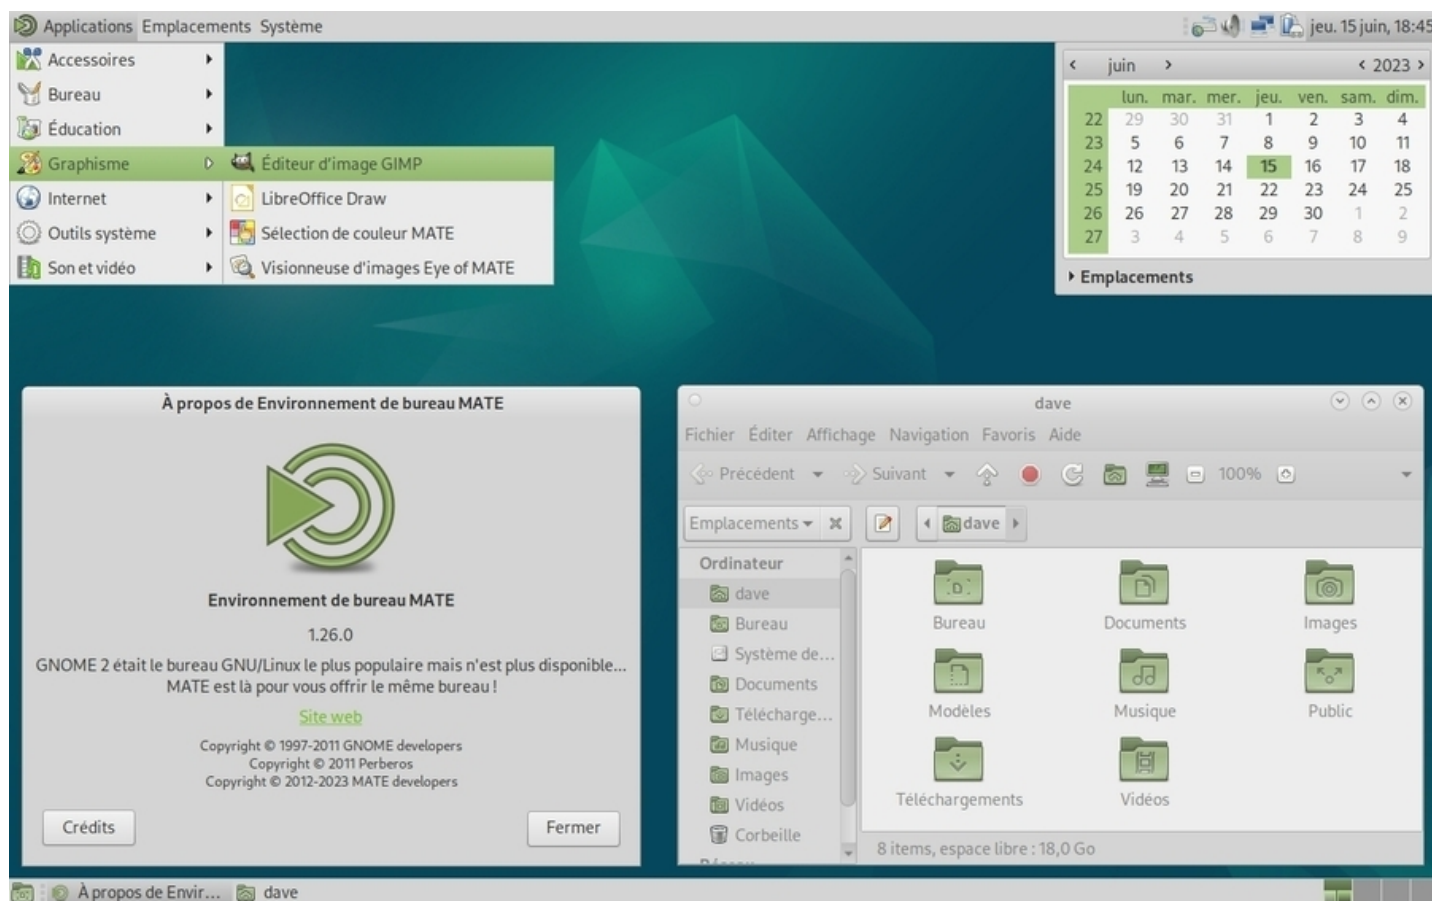 Applications Emplacements Système
jeu. 15 juin, 18:45
Accessoires
Bureau
Éducation
Graphisme
Internet
Outils système
Son et vidéo
Éditeur d'image GIMP
LibreOffice Draw
Sélection de couleur MATE
Visionneuse d'images Eye of MATE
juin 2023
lun. mar. mer. jeu. ven. sam. dim.
22 29 30 31 1 2 3 4
23 5 6 7 8 9 10 11
24 12 13 14 15 16 17 18
25 19 20 21 22 23 24 25
26 26 27 28 29 30 1 2
27 3 4 5 6 7 8 9
Emplacements
À propos de Environnement de bureau MATE
Environnement de bureau MATE
1.26.0
GNOME 2 était le bureau GNU/Linux le plus populaire mais n'est plus disponible...
MATE est là pour vous offrir le même bureau !
Site web
Copyright © 1997-2011 GNOME developers
Copyright © 2011 Perberos
Copyright © 2012-2023 MATE developers
Crédits Fermer
dave
Fichier Éditer Affichage Navigation Favoris Aide
Précédent Suivant 100%
Emplacements dave
Ordinateur
dave
Bureau
Système de...
Documents
Télécharge...
Musique
Images
Vidéos
Corbeille
Bureau Documents Images
Modèles Musique Public
Téléchargements Vidéos
8 items, espace libre : 18,0 Go
À propos de Envir... dave